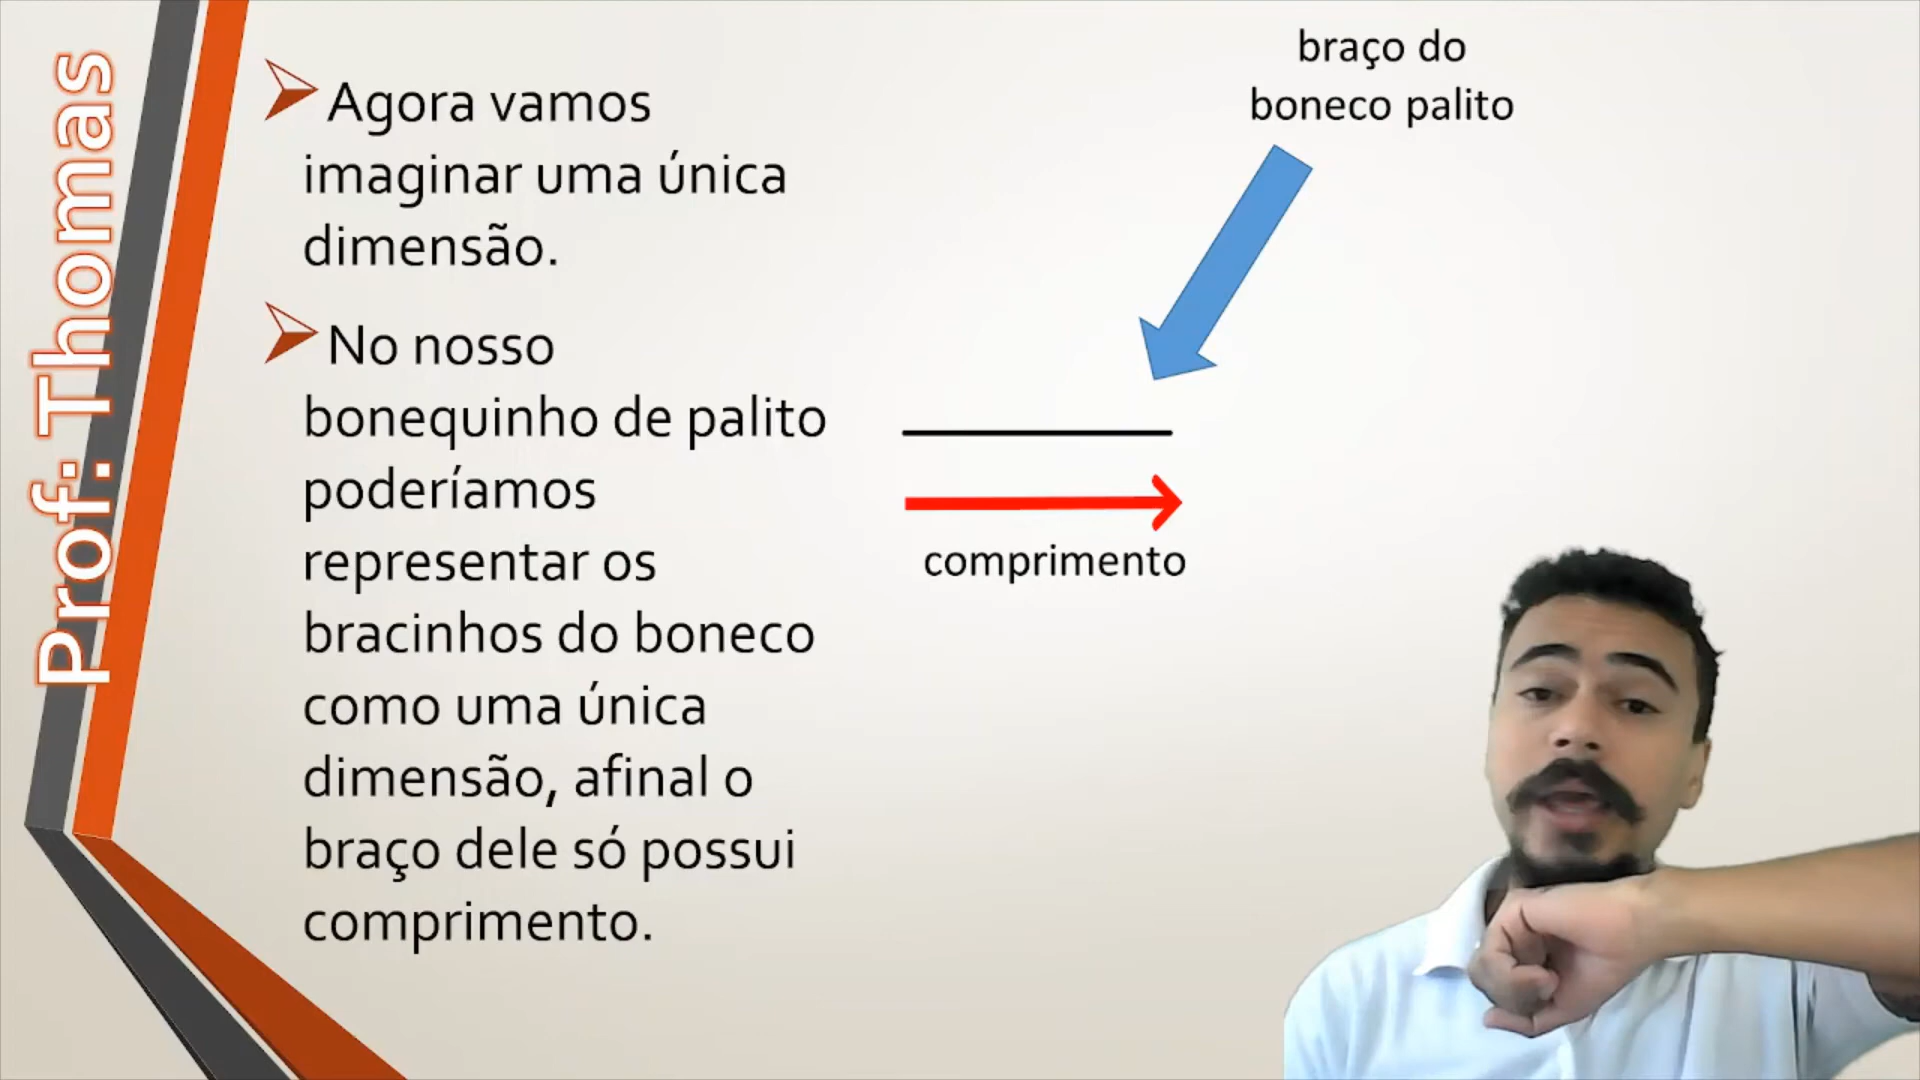 Prof: Thomas
Agora vamos
imaginar uma única
dimensão.
No nosso
bonequinho de palito
poderíamos
representar os
bracinhos do boneco
como uma única
dimensão, afinal o
braço dele só possui
comprimento.
braço do
boneco palito
comprimento